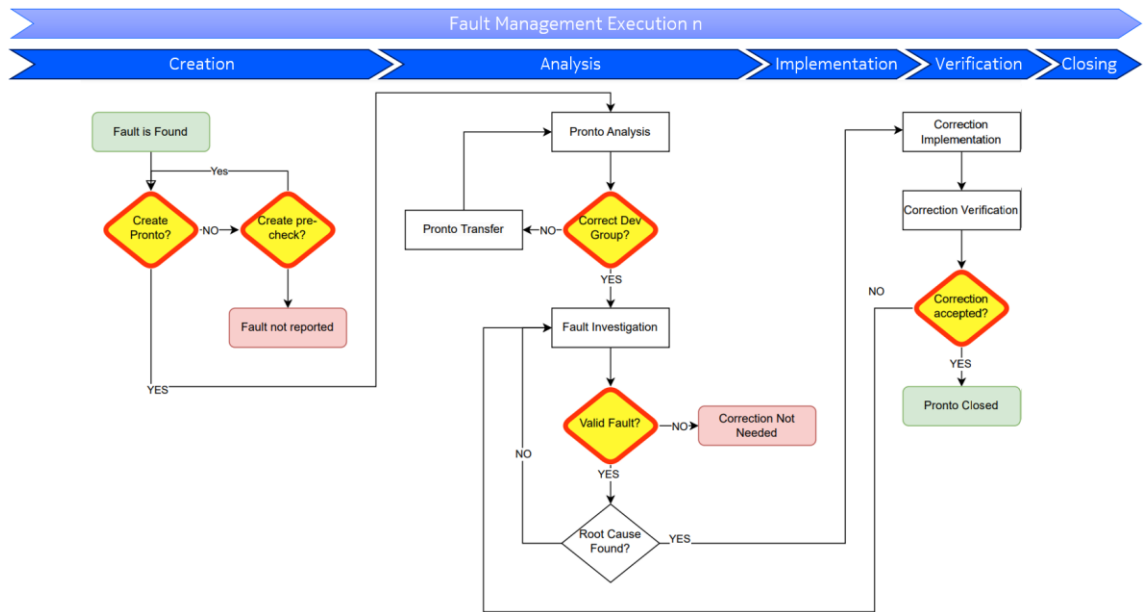 Fault Management Execution n
Creation
Analysis
Implementation
Verification
Closing
Fault is Found
Yes
Create
Pronto?
NO
Create pre-
check?
Fault not reported
YES
Pronto Analysis
Pronto Transfer
NO
Correct Dev
Group?
YES
Fault Investigation
Valid Fault?
NO
Correction Not
Needed
NO
YES
Root Cause
Found?
YES
Correction
Implementation
Correction Verification
NO
Correction
accepted?
YES
Pronto Closed